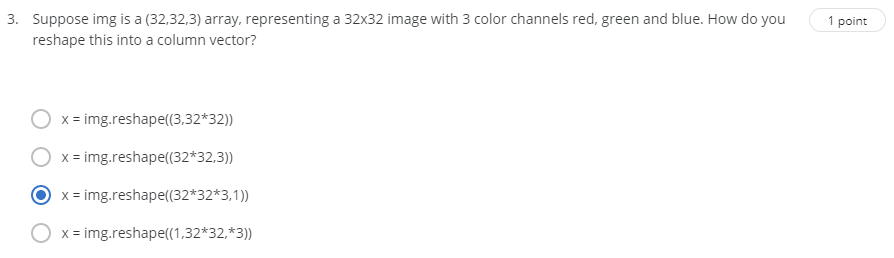 3. Suppose img is a (32,32,3) array, representing a 32x32 image with 3 color channels red, green and blue. How do you
1 point
reshape this into a column vector?
x = img.reshape((3,32*32))
x = img.reshape((32*32,3))
x = img.reshape((32*32*3,1))
x = img.reshape((1,32*32,*3))